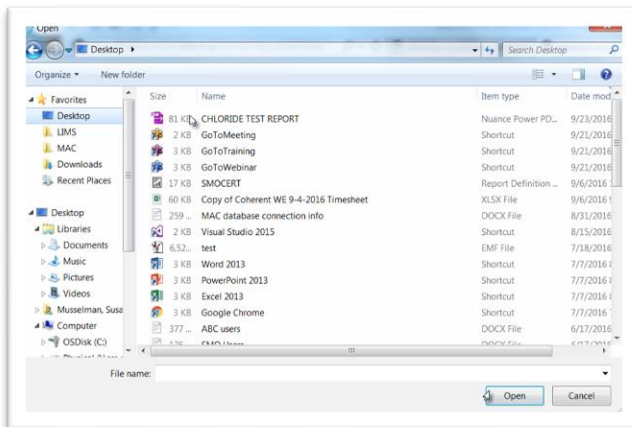 Open
Desktop
Search Desktop
Organize New folder
Favorites
Desktop
LIMS
MAC
Downloads
Recent Places
Desktop
Libraries
Documents
Music
Pictures
Videos
Musselman, Susa
Computer
OSDisk (C:)
Size Name Item type Date mod
81 KB CHLORIDE TEST REPORT Nuance Power PD... 9/23/2016
2 KB GoToMeeting Shortcut 9/21/2016
3 KB GoToTraining Shortcut 9/21/2016
3 KB GoToWebinar Shortcut 9/21/2016
17 KB SMOCERT Report Definition ... 9/6/2016
60 KB Copy of Coherent WE 9-4-2016 Timesheet XLSX File 9/6/2016
259 ... MAC database connection info DOCX File 8/31/2016
2 KB Visual Studio 2015 Shortcut 8/15/2016
6,52... test EMF File 7/18/2016
3 KB Word 2013 Shortcut 7/7/2016
3 KB PowerPoint 2013 Shortcut 7/7/2016
3 KB Excel 2013 Shortcut 7/7/2016
3 KB Google Chrome Shortcut 7/7/2016
377 ... ABC users DOCX File 6/17/2016
File name:
Open Cancel